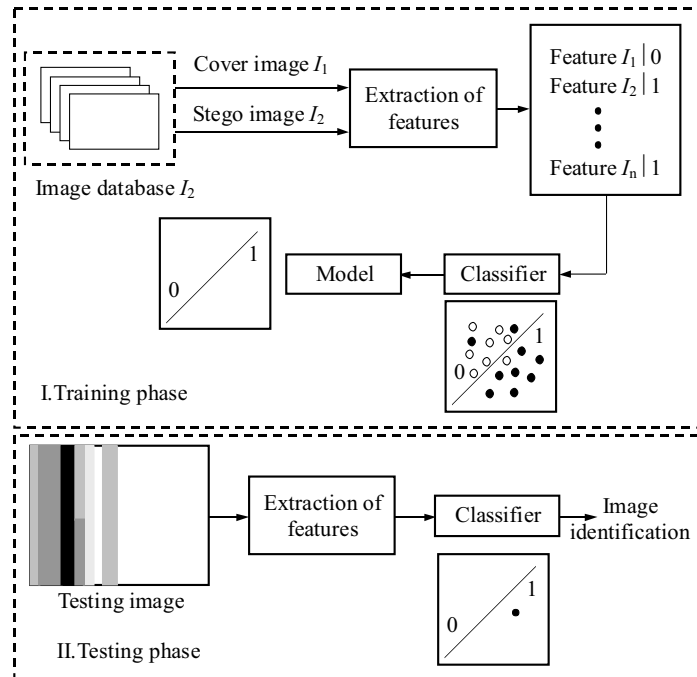 Cover image I₁
Stego image I₂
Image database I₂
Extraction of
features
Feature I₁ | 0
Feature I₂ | 1
Feature Iₙ | 1
0
1
Model
Classifier
0
1
I.Training phase
Testing image
Extraction of
features
Classifier
Image
identification
0
1
II.Testing phase